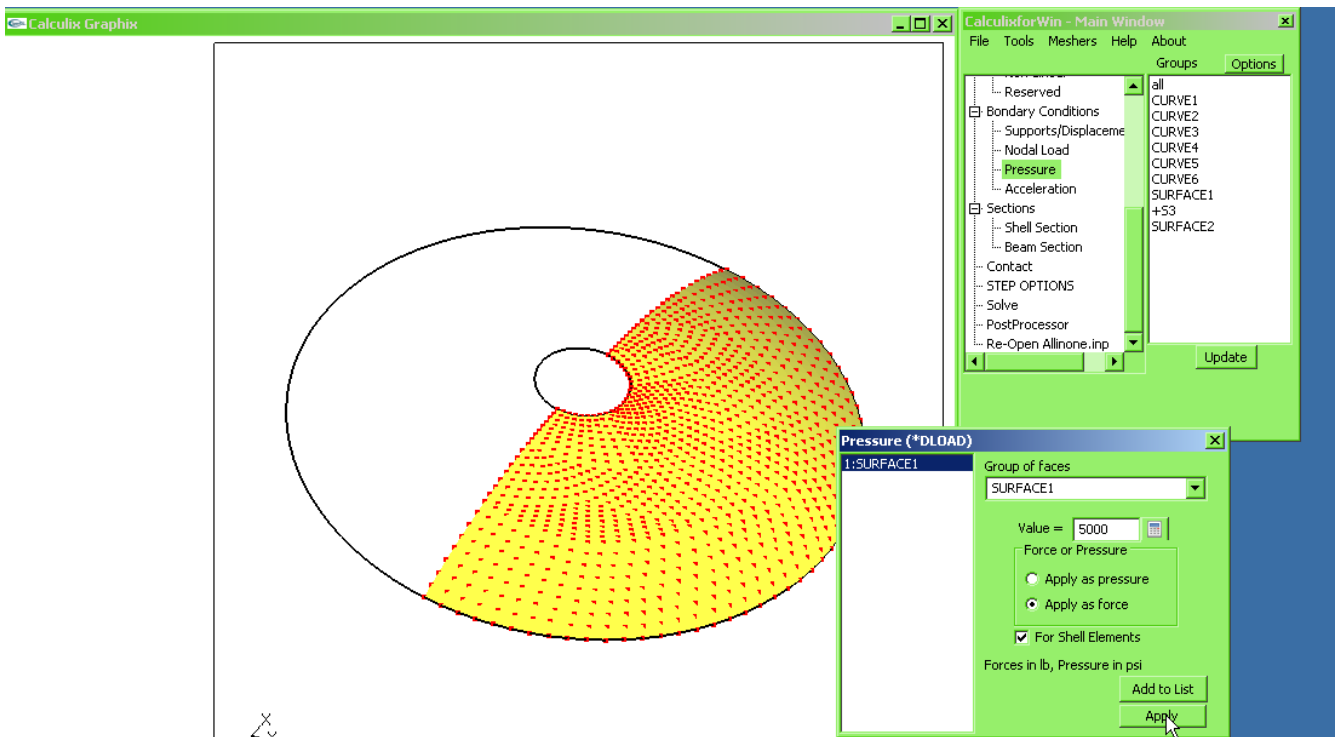 Calculix Graphix
X
CalculixforWin - Main Window
File Tools Meshers Help About
Groups Options
Reserved
Bondary Conditions
Supports/Displaceme
Nodal Load
Pressure
Acceleration
Sections
Shell Section
Beam Section
Contact
STEP OPTIONS
Solve
PostProcessor
Re-Open Allinone.inp
all
CURVE1
CURVE2
CURVE3
CURVE4
CURVE5
CURVE6
SURFACE1
+S3
SURFACE2
Update
Pressure (*DLOAD)
1:SURFACE1
Group of faces
SURFACE1
Value = 5000
Force or Pressure
Apply as pressure
Apply as force
For Shell Elements
Forces in lb, Pressure in psi
Add to List
Apply